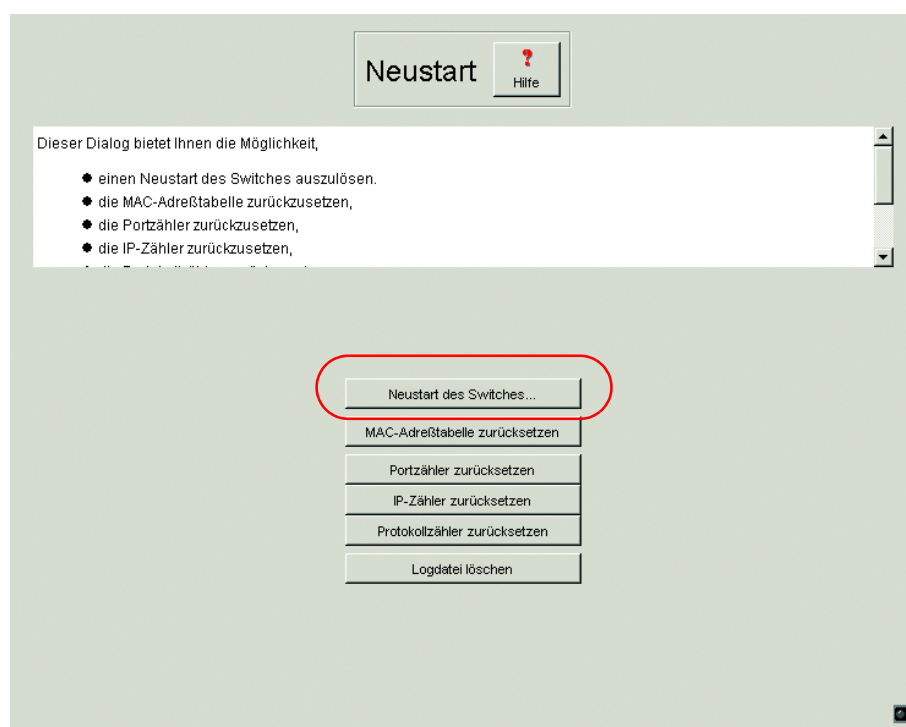 Neustart
?
Hilfe
Dieser Dialog bietet Ihnen die Möglichkeit,
einen Neustart des Switches auszulösen.
die MAC-Adreßtabelle zurückzusetzen,
die Portzähler zurückzusetzen,
die IP-Zähler zurückzusetzen,
Neustart des Switches...
MAC-Adreßtabelle zurücksetzen
Portzähler zurücksetzen
IP-Zähler zurücksetzen
Protokollzähler zurücksetzen
Logdatei löschen